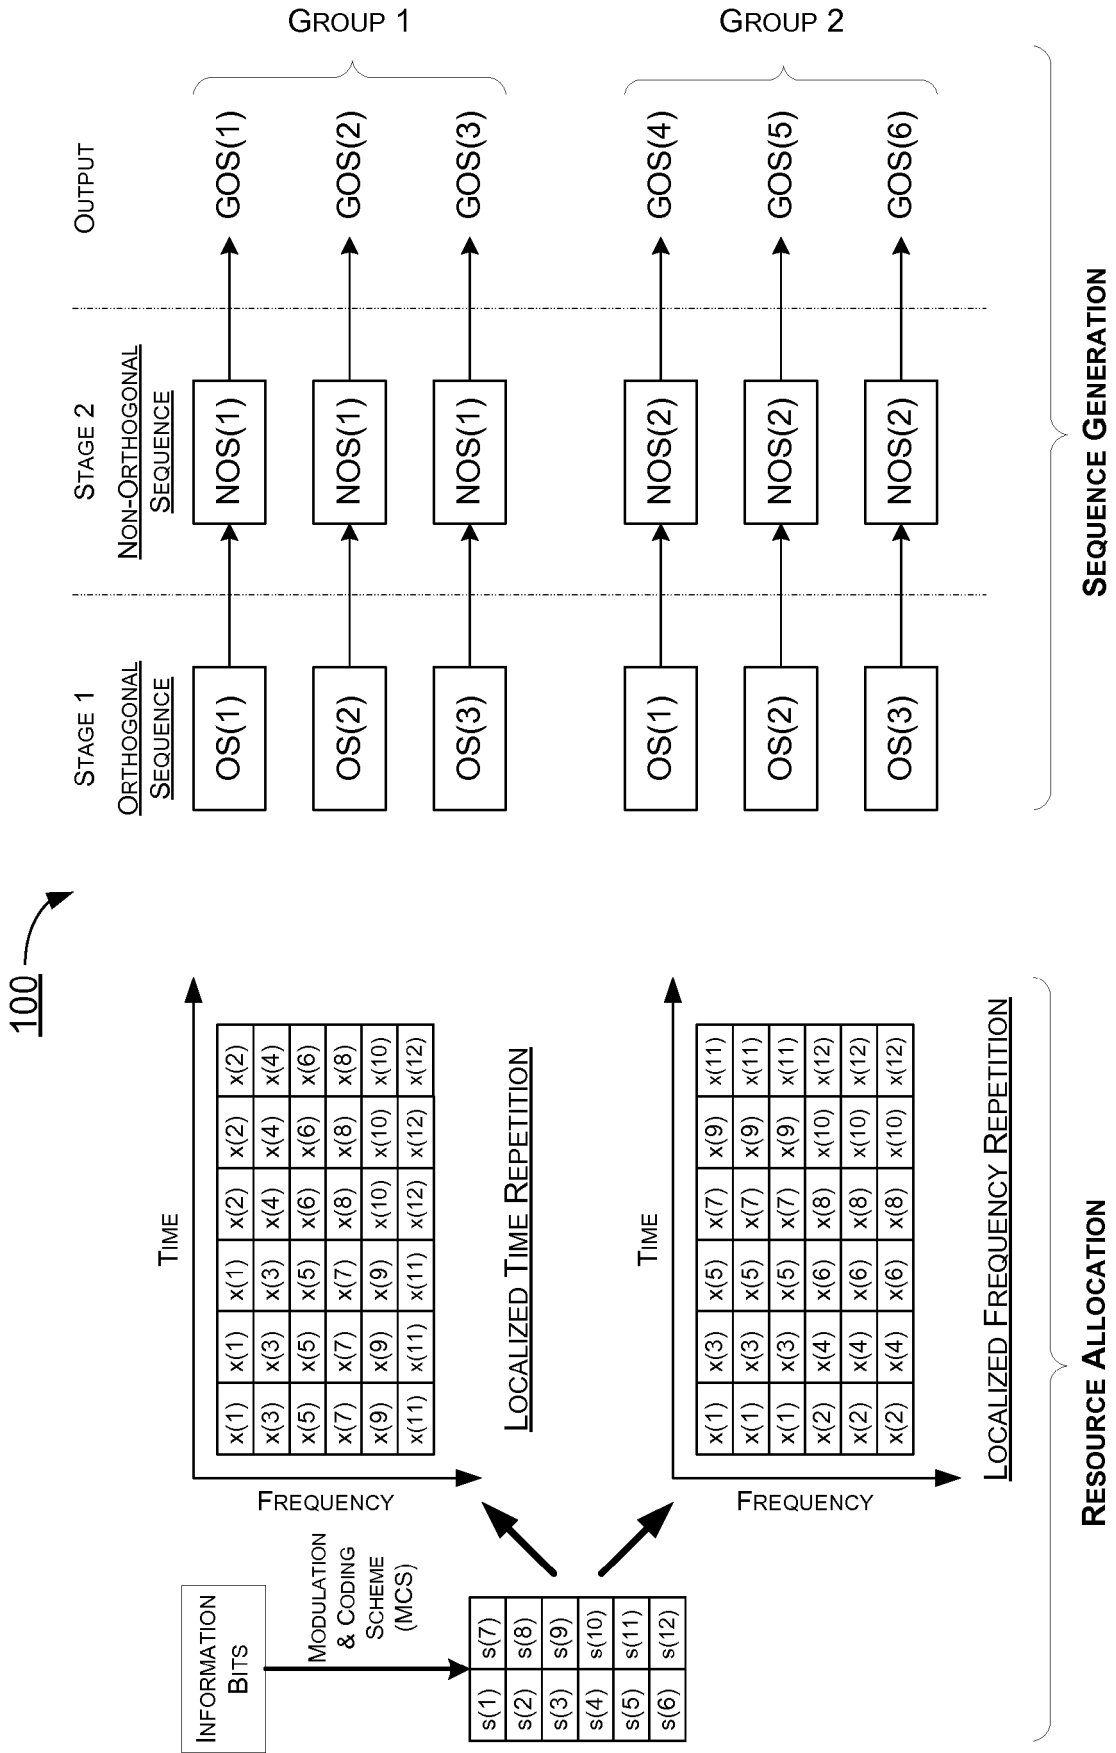 100
INFORMATION
BITS
MODULATION
& CODING
SCHEME
(MCS)
s(1) s(7)
s(2) s(8)
s(3) s(9)
s(4) s(10)
s(5) s(11)
s(6) s(12)
TIME
FREQUENCY
x(1) x(1) x(1) x(2) x(2) x(2)
x(3) x(3) x(3) x(4) x(4) x(4)
x(5) x(5) x(5) x(6) x(6) x(6)
x(7) x(7) x(7) x(8) x(8) x(8)
x(9) x(9) x(9) x(10) x(10) x(10)
x(11) x(11) x(11) x(12) x(12) x(12)
LOCALIZED TIME REPETITION
TIME
FREQUENCY
x(1) x(3) x(5) x(7) x(9) x(11)
x(1) x(3) x(5) x(7) x(9) x(11)
x(1) x(3) x(5) x(7) x(9) x(11)
x(2) x(4) x(6) x(8) x(10) x(12)
x(2) x(4) x(6) x(8) x(10) x(12)
x(2) x(4) x(6) x(8) x(10) x(12)
LOCALIZED FREQUENCY REPETITION
RESOURCE ALLOCATION
STAGE 1
ORTHOGONAL
SEQUENCE
STAGE 2
NON-ORTHOGONAL
SEQUENCE
OUTPUT
OS(1) NOS(1) GOS(1)
OS(2) NOS(1) GOS(2)
OS(3) NOS(1) GOS(3)
GROUP 1
OS(1) NOS(2) GOS(4)
OS(2) NOS(2) GOS(5)
OS(3) NOS(2) GOS(6)
GROUP 2
SEQUENCE GENERATION